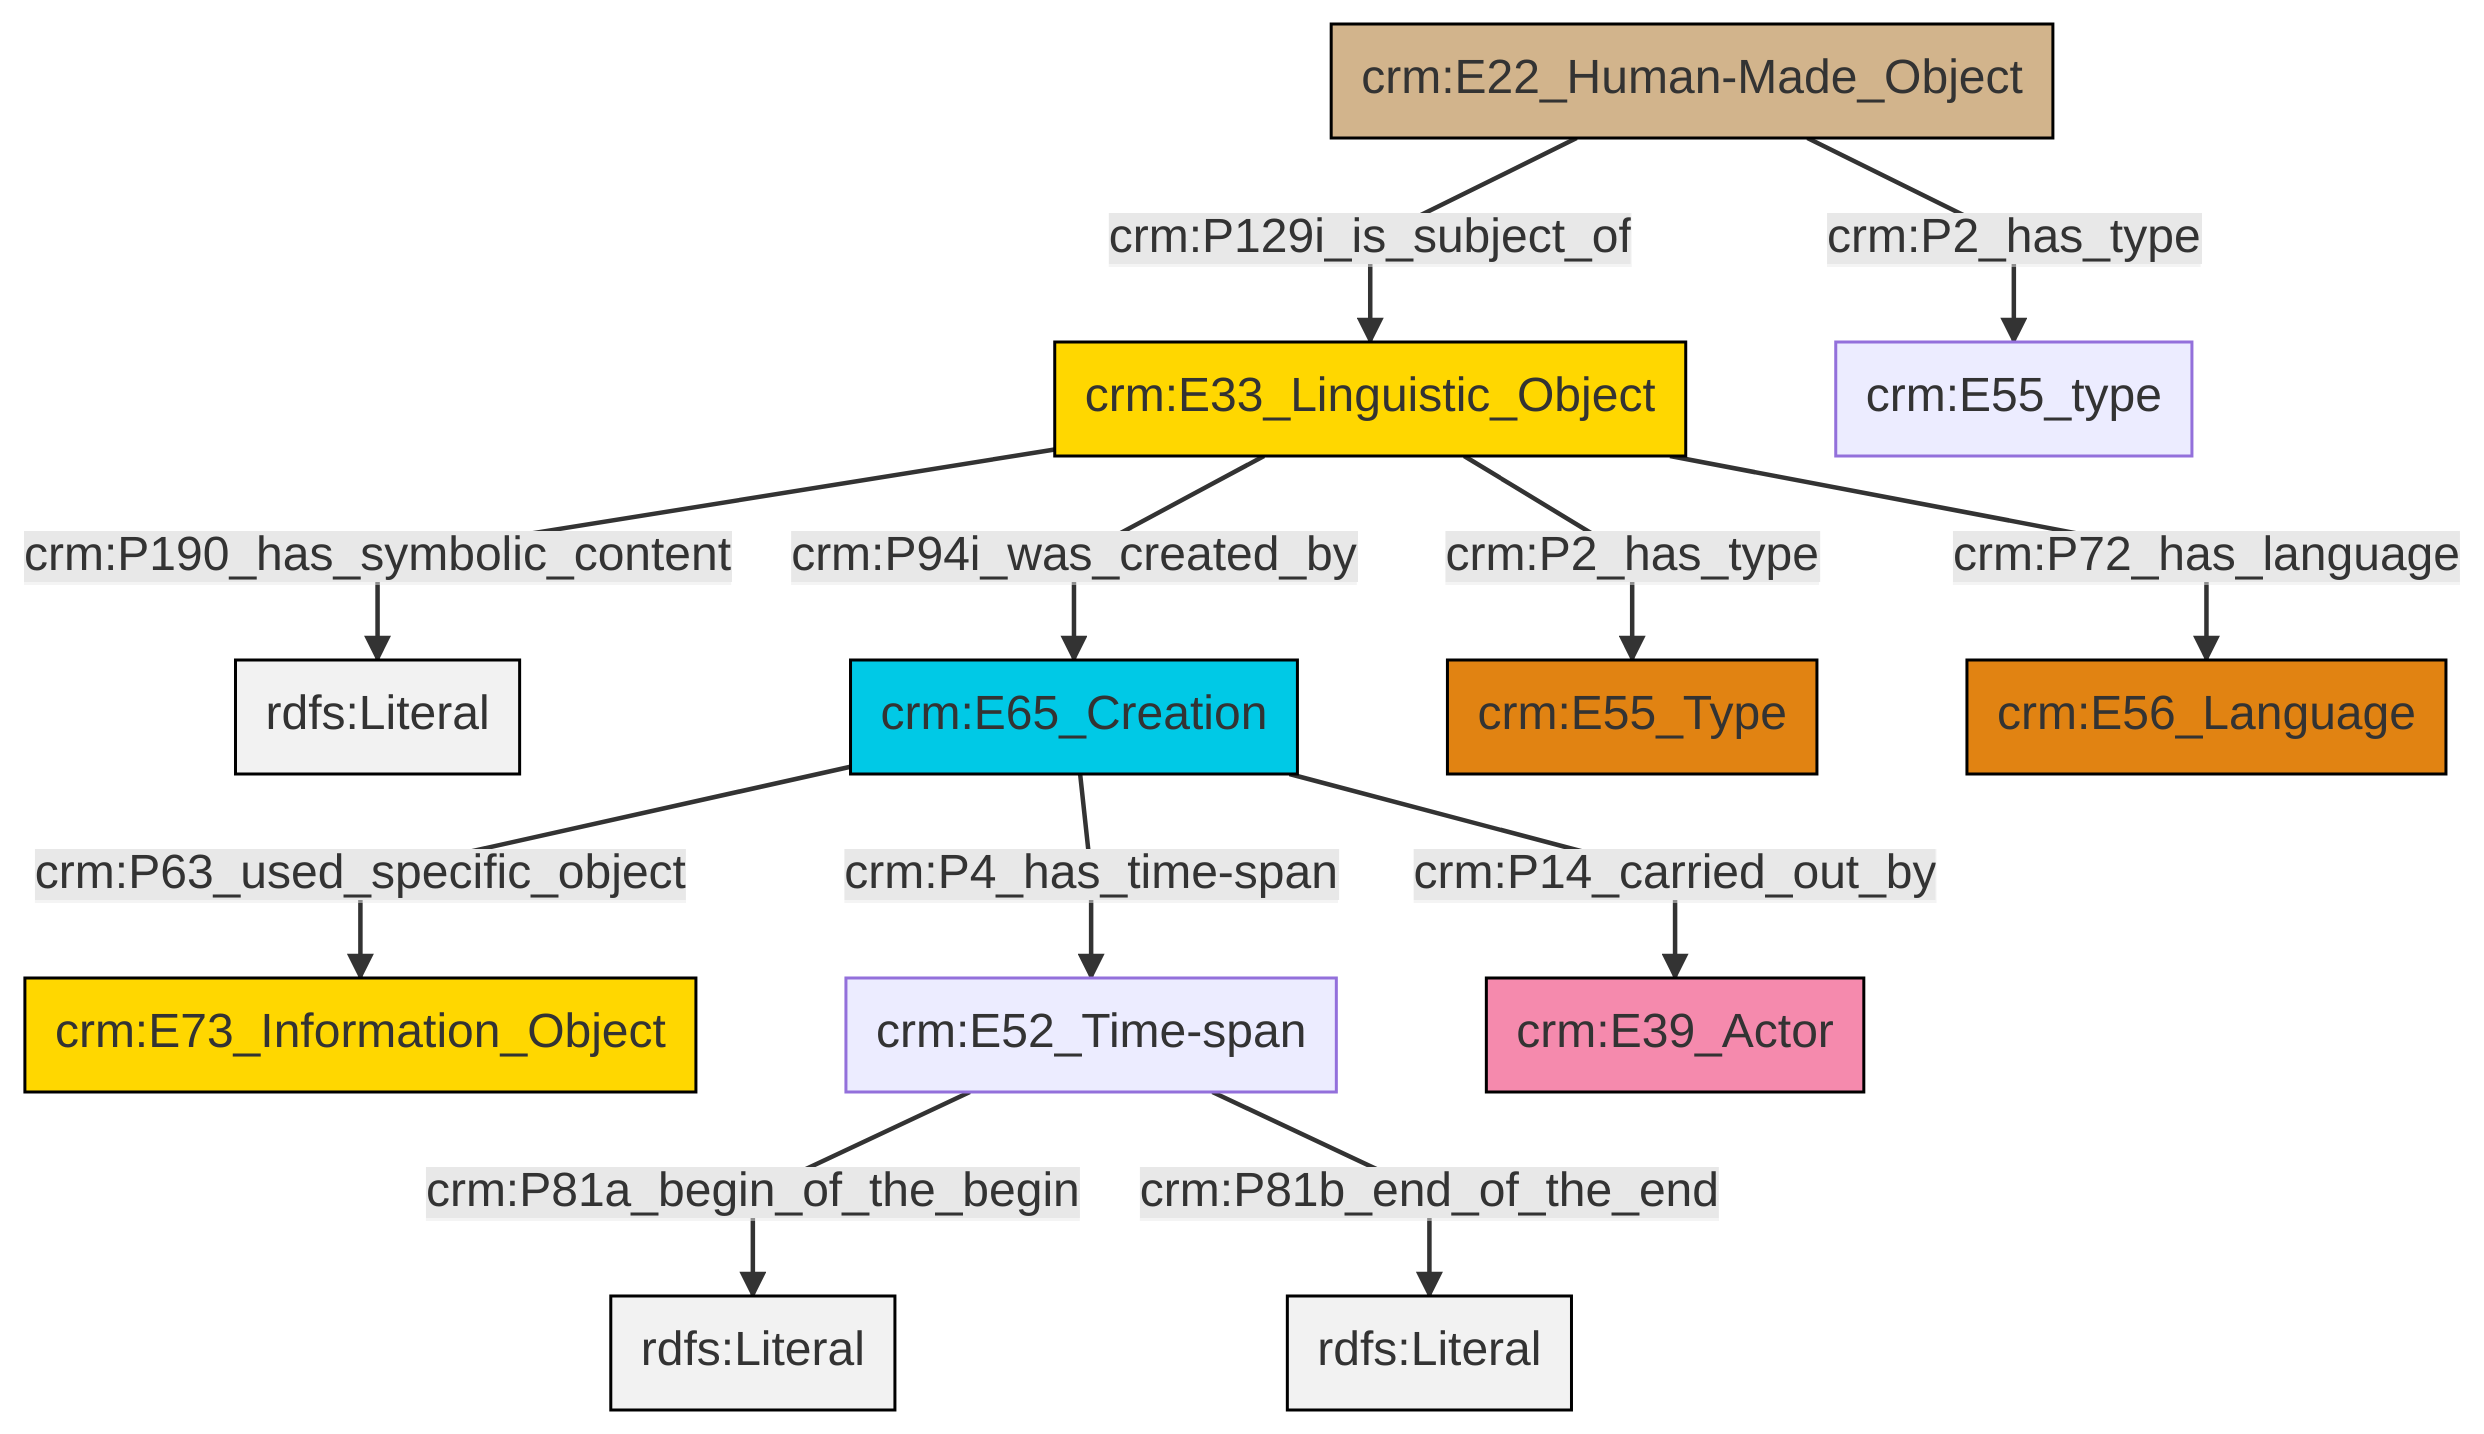 crm:E22_Human-Made_Object
crm:P129i_is_subject_of
crm:P2_has_type
crm:E33_Linguistic_Object
crm:E55_type
crm:P190_has_symbolic_content
crm:P94i_was_created_by
crm:P2_has_type
crm:P72_has_language
rdfs:Literal
crm:E65_Creation
crm:E55_Type
crm:E56_Language
crm:P63_used_specific_object
crm:P4_has_time-span
crm:P14_carried_out_by
crm:E73_Information_Object
crm:E52_Time-span
crm:E39_Actor
crm:P81a_begin_of_the_begin
crm:P81b_end_of_the_end
rdfs:Literal
rdfs:Literal